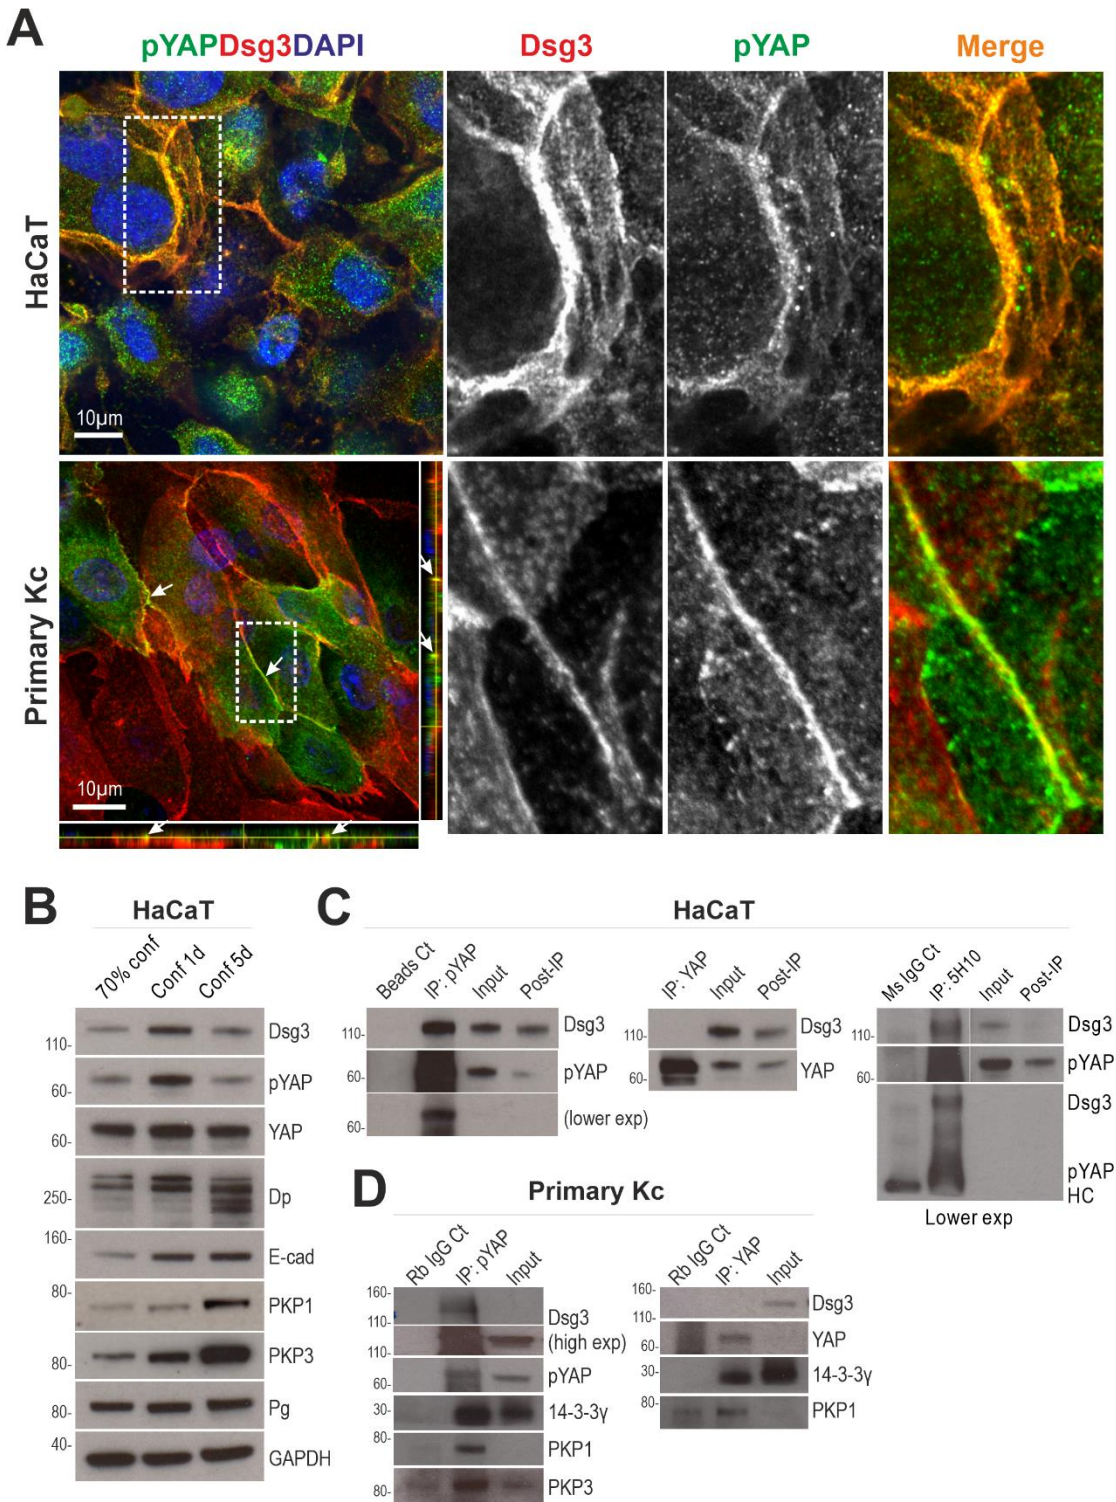 A
pYAPDsg3DAPI
Dsg3
pYAP
Merge
HaCaT
10µm
Primary Kc
10µm
B
HaCaT
70% conf
Conf 1d
Conf 5d
110-
Dsg3
60-
pYAP
60-
YAP
250-
Dp
160-
E-cad
80-
PKP1
80-
PKP3
80-
Pg
40-
GAPDH
C
HaCaT
Beads Ct
IP: pYAP
Input
Post-IP
110-
Dsg3
60-
pYAP
60-
(lower exp)
IP: YAP
Input
Post-IP
110-
Dsg3
60-
YAP
Ms IgG Ct
IP: 5H10
Input
Post-IP
110-
Dsg3
60-
pYAP
Dsg3
pYAP
HC
Lower exp
D
Primary Kc
Rb IgG Ct
IP: pYAP
Input
160-
110-
Dsg3
(high exp)
110-
60-
pYAP
30-
14-3-3γ
80-
PKP1
80-
PKP3
Rb IgG Ct
IP: YAP
Input
160-
110-
Dsg3
80-
60-
YAP
30-
14-3-3γ
80-
PKP1